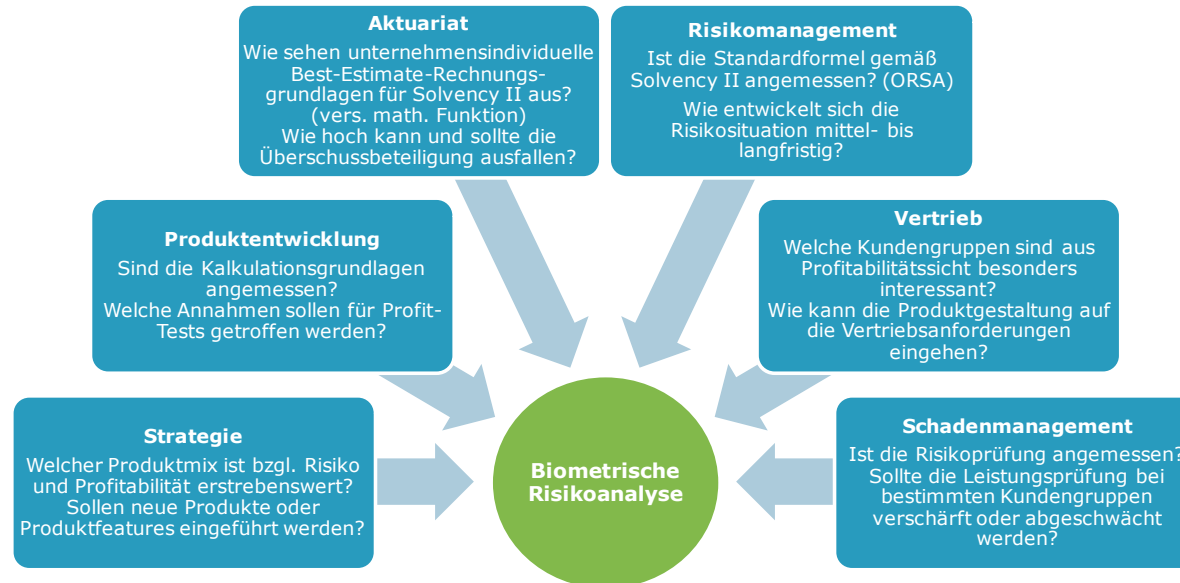 Aktuariat
Wie sehen unternehmensindividuelle
Best-Estimate-Rechnungs-
grundlagen für Solvency II aus?
(vers. math. Funktion)
Wie hoch kann und sollte die
Überschussbeteiligung ausfallen?
Risikomanagement
Ist die Standardformel gemäß
Solvency II angemessen? (ORSA)
Wie entwickelt sich die
Risikosituation mittel- bis
langfristig?
Produktentwicklung
Sind die Kalkulationsgrundlagen
angemessen?
Welche Annahmen sollen für Profit-
Tests getroffen werden?
Vertrieb
Welche Kundengruppen sind aus
Profitabilitätssicht besonders
interessant?
Wie kann die Produktgestaltung auf
die Vertriebsanforderungen
eingehen?
Strategie
Welcher Produktmix ist bzgl. Risiko
und Profitabilität erstrebenswert?
Sollen neue Produkte oder
Produktfeatures eingeführt werden?
Biometrische
Risikoanalyse
Schadenmanagement
Ist die Risikoprüfung angemessen?
Sollte die Leistungsprüfung bei
bestimmten Kundengruppen
verschärft oder abgeschwächt
werden?